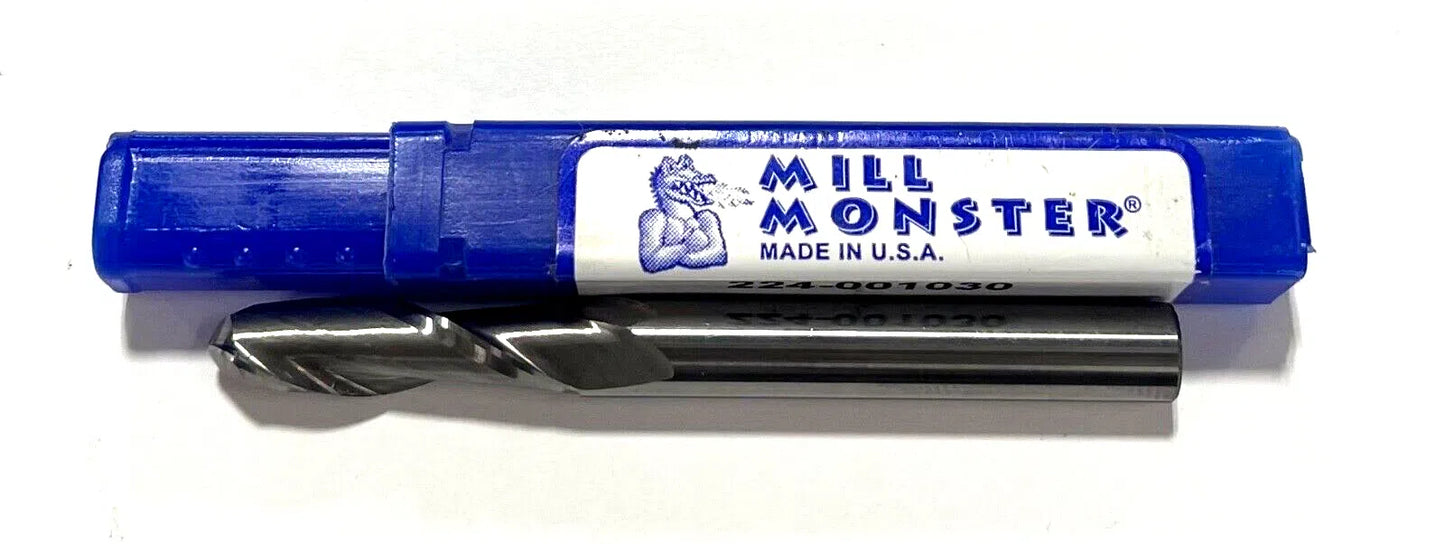 MILL
MONSTER®
MADE IN U.S.A.
224-001030